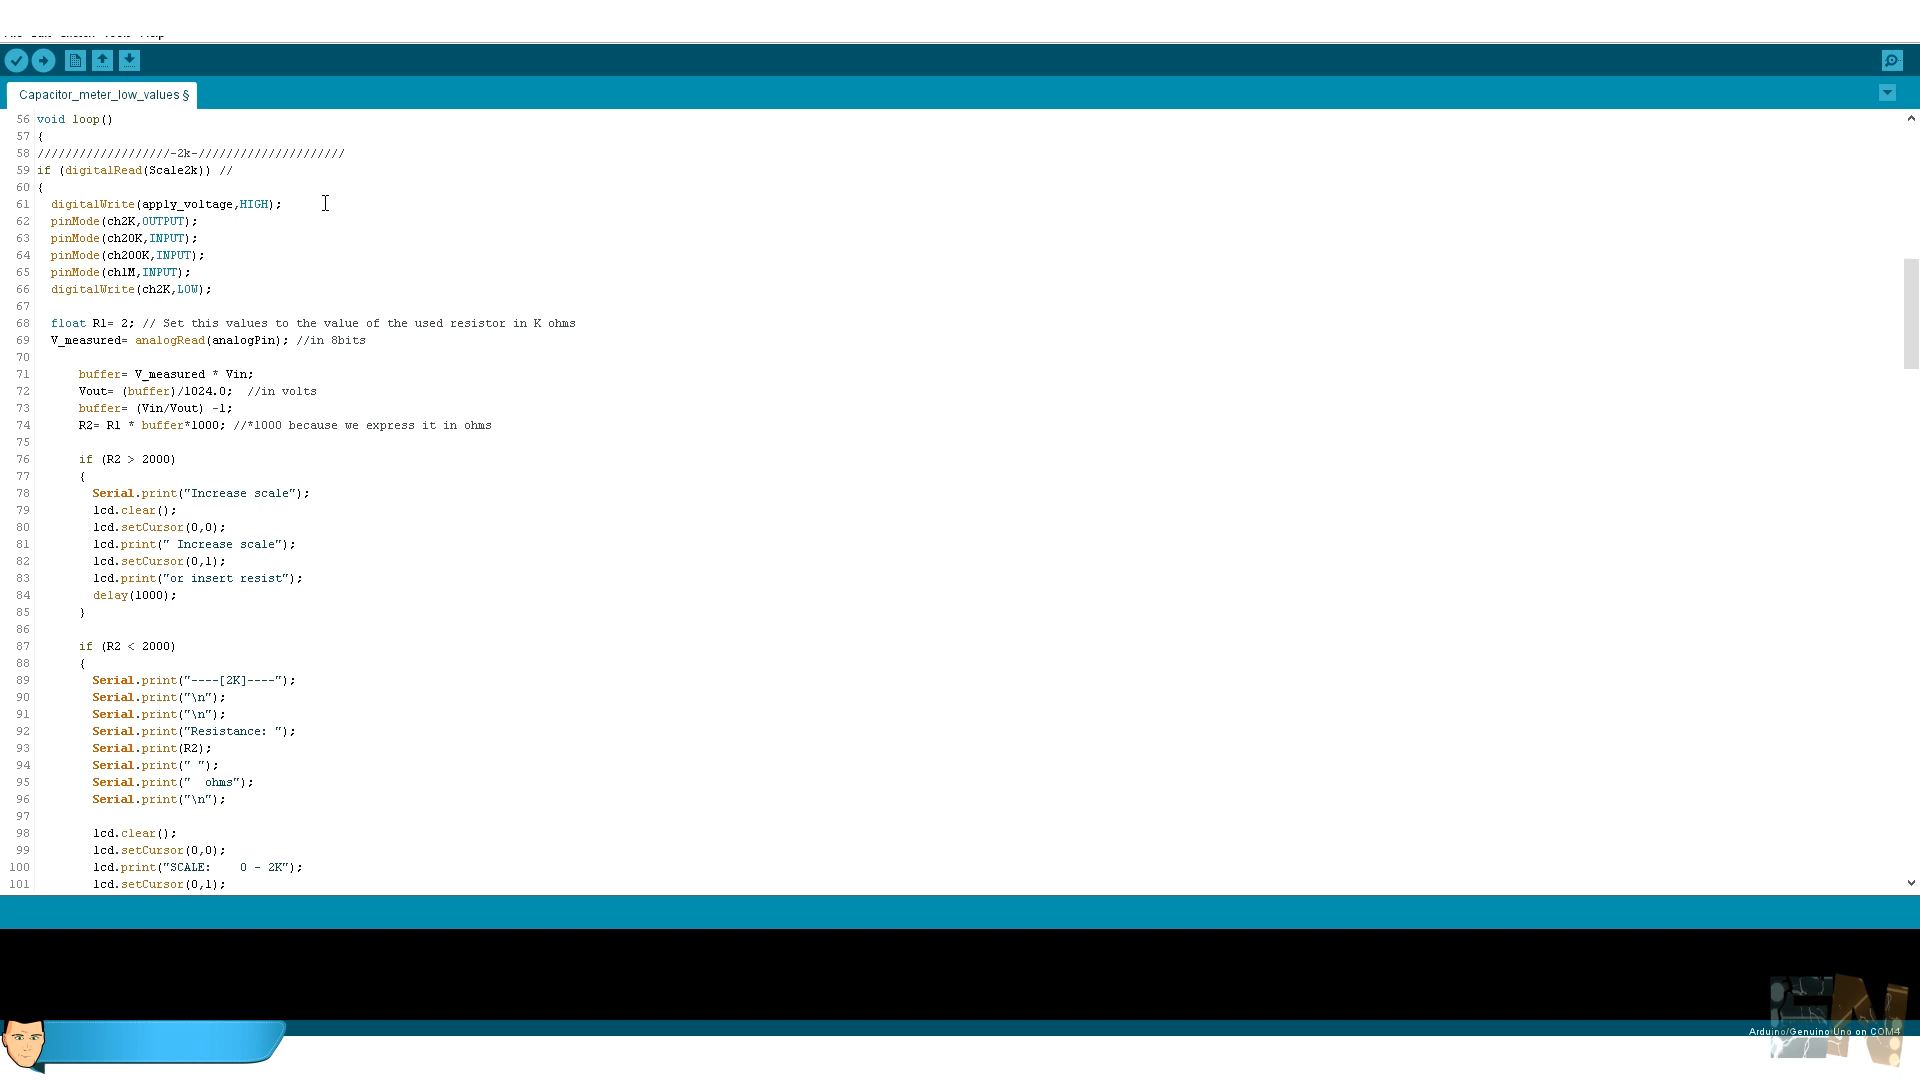 Capacitor_meter_low_values §
56 void loop()
57 {
58 ///////////////////-2k-/////////////////////
59 if (digitalRead(Scale2k)) //
60 {
61 digitalWrite(apply_voltage,HIGH);
62 pinMode(ch2K,OUTPUT);
63 pinMode(ch20K,INPUT);
64 pinMode(ch200K,INPUT);
65 pinMode(ch1M,INPUT);
66 digitalWrite(ch2K,LOW);
67
68 float R1= 2; // Set this values to the value of the used resistor in K ohms
69 V_measured= analogRead(analogPin); //in 8bits
70
71 buffer= V_measured * Vin;
72 Vout= (buffer)/1024.0; //in volts
73 buffer= (Vin/Vout) -1;
74 R2= R1 * buffer*1000; //*1000 because we express it in ohms
75
76 if (R2 > 2000)
77 {
78 Serial.print("Increase scale");
79 lcd.clear();
80 lcd.setCursor(0,0);
81 lcd.print(" Increase scale");
82 lcd.setCursor(0,1);
83 lcd.print("or insert resist");
84 delay(1000);
85 }
86
87 if (R2 < 2000)
88 {
89 Serial.print("----[2K]----");
90 Serial.print("\n");
91 Serial.print("\n");
92 Serial.print("Resistance: ");
93 Serial.print(R2);
94 Serial.print(" ");
95 Serial.print("  ohms");
96 Serial.print("\n");
97
98 lcd.clear();
99 lcd.setCursor(0,0);
100 lcd.print("SCALE:    0 - 2K");
101 lcd.setCursor(0,1);
Arduino/Genuino Uno on COM4